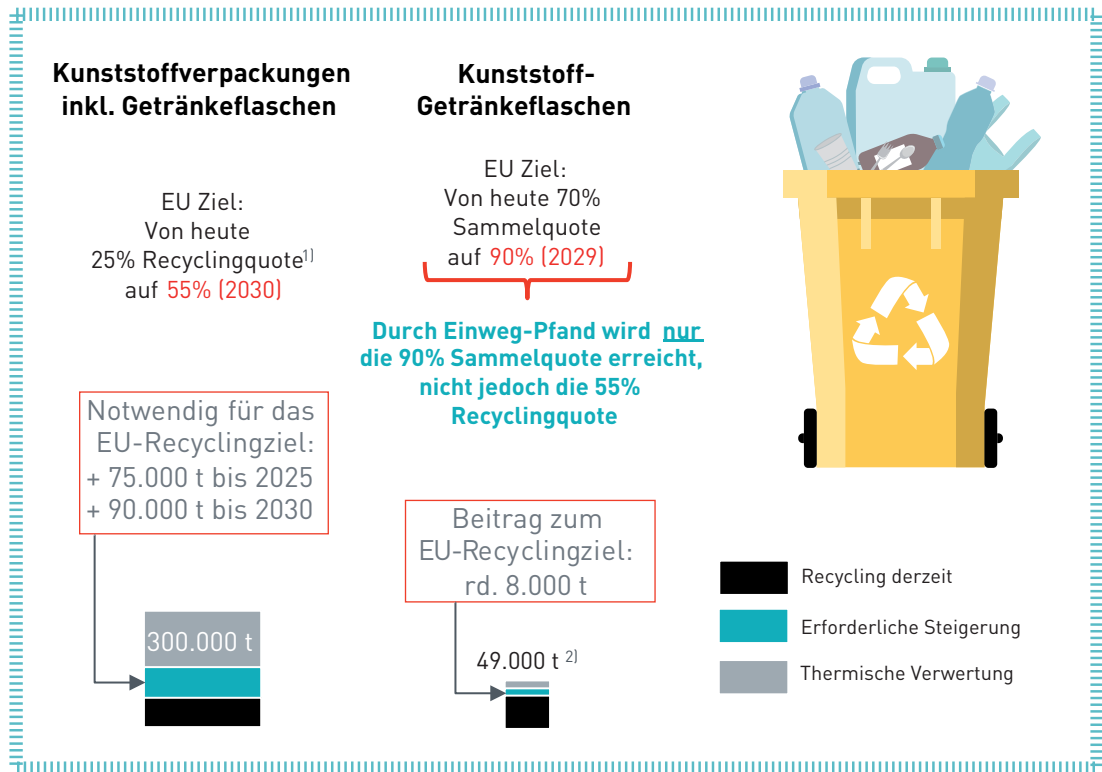 Kunststoffverpackungen
inkl. Getränkeflaschen
EU Ziel:
Von heute
25% Recyclingquote1)
auf 55% (2030)
Notwendig für das
EU-Recyclingziel:
+ 75.000 t bis 2025
+ 90.000 t bis 2030
300.000 t
Kunststoff-
Getränkeflaschen
EU Ziel:
Von heute 70%
Sammelquote
auf 90% (2029)
Durch Einweg-Pfand wird nur
die 90% Sammelquote erreicht,
nicht jedoch die 55%
Recyclingquote
Beitrag zum
EU-Recyclingziel:
rd. 8.000 t
49.000 t 2)
Recycling derzeit
Erforderliche Steigerung
Thermische Verwertung